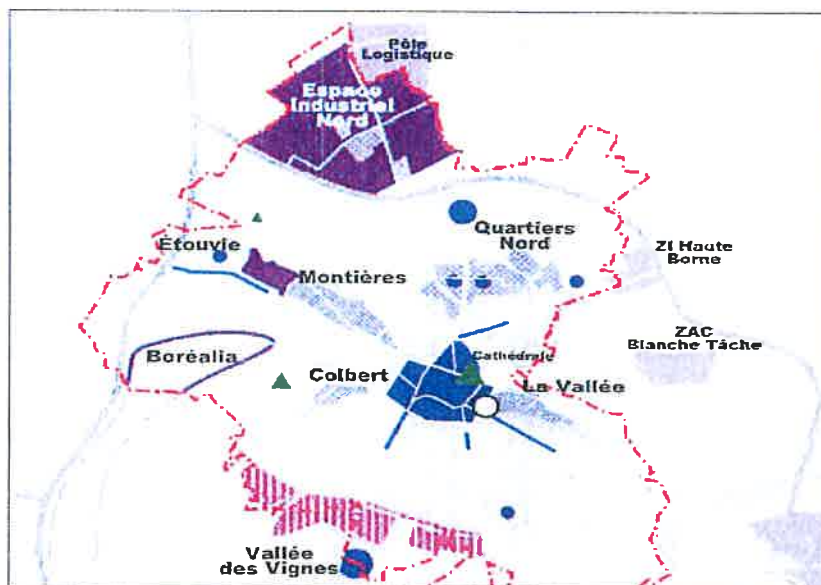 Pôle
Logistique
Espace
Industriel
Nord
Quartiers
Nord
Étouvie
ZI Haute
Borne
Montières
ZAC
Blanche Tâche
Boréalia
Cathédrale
Colbert
La Vallée
Vallée
des Vignes